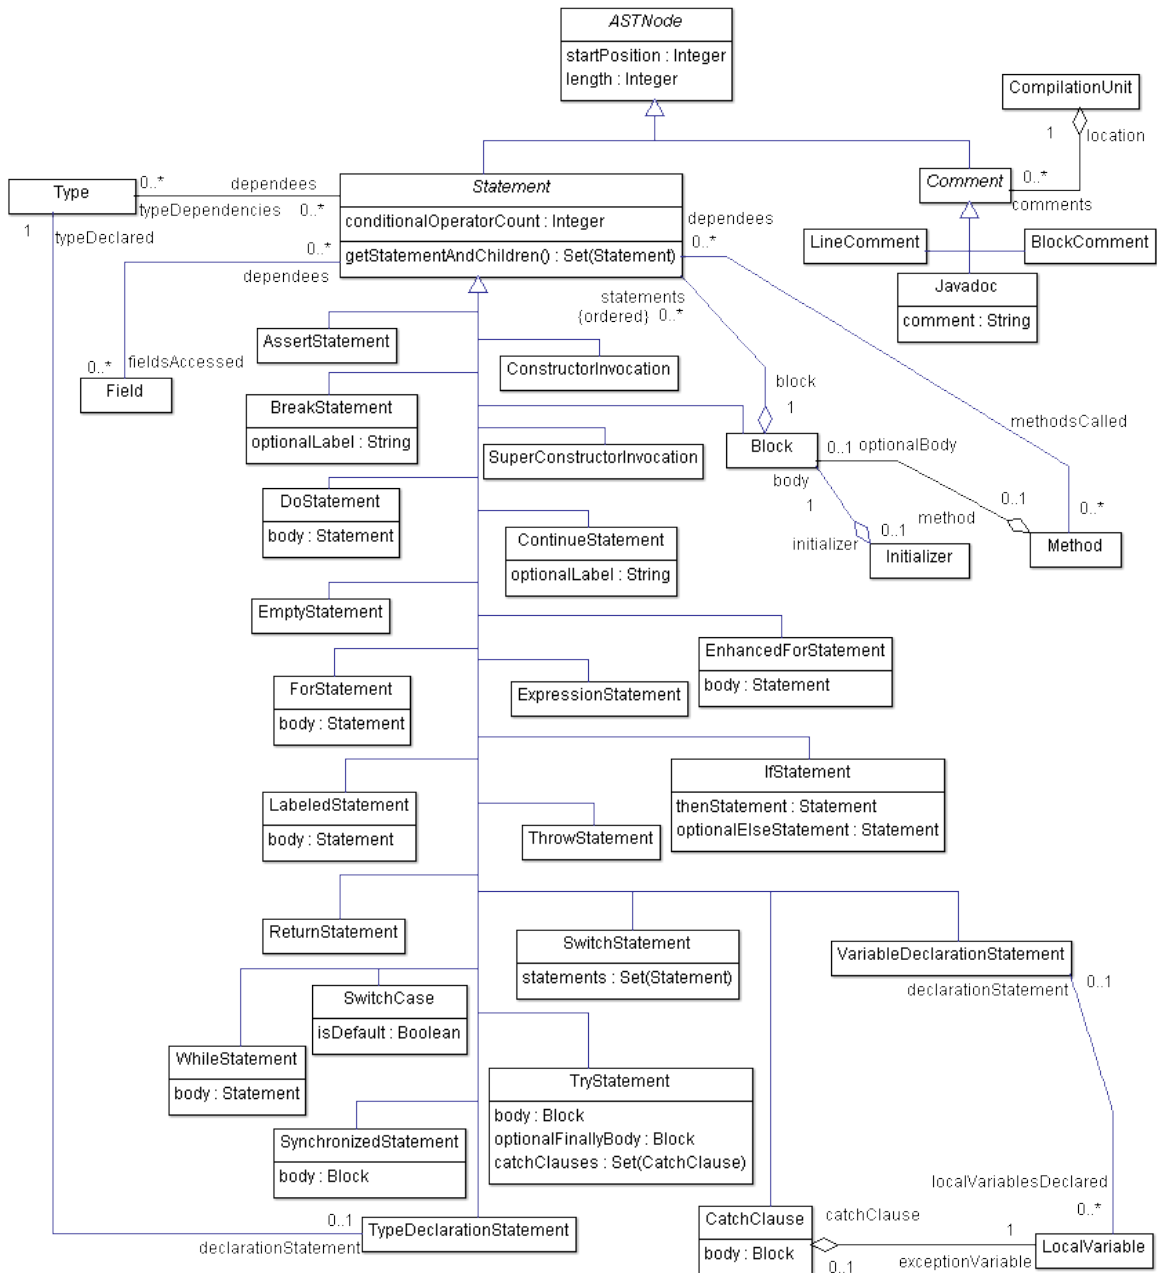 ASTNode
startPosition : Integer
length : Integer
CompilationUnit
1
location
Type
0..*
dependees
typeDependencies
0..*
1
typeDeclared
Statement
conditionalOperatorCount : Integer
getStatementAndChildren() : Set(Statement)
dependees
0..*
Comment
0..*
comments
LineComment
BlockComment
Javadoc
comment : String
0..*
dependees
statements
{ordered}
0..*
AssertStatement
ConstructorInvocation
0..*
fieldsAccessed
Field
block
1
BreakStatement
optionalLabel : String
methodsCalled
SuperConstructorInvocation
Block
0..1
optionalBody
body
1
0..1
method
0..*
DoStatement
body : Statement
ContinueStatement
optionalLabel : String
initializer
0..1
Initializer
Method
EmptyStatement
EnhancedForStatement
body : Statement
ForStatement
body : Statement
ExpressionStatement
IfStatement
thenStatement : Statement
optionalElseStatement : Statement
LabeledStatement
body : Statement
ThrowStatement
ReturnStatement
SwitchStatement
statements : Set(Statement)
VariableDeclarationStatement
declarationStatement
0..1
SwitchCase
isDefault : Boolean
WhileStatement
body : Statement
TryStatement
body : Block
optionalFinallyBody : Block
catchClauses : Set(CatchClause)
SynchronizedStatement
body : Block
localVariablesDeclared
0..*
0..1
declarationStatement
TypeDeclarationStatement
CatchClause
body : Block
catchClause
0..1
1
exceptionVariable
LocalVariable